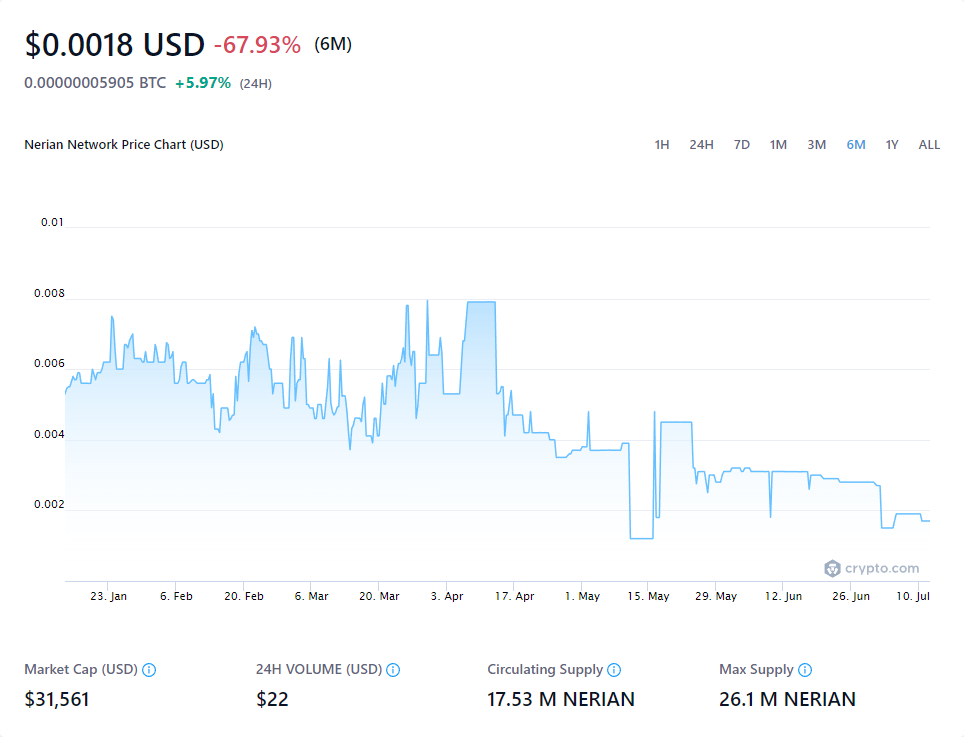 $0.0018 USD -67.93% (6M)
0.00000005905 BTC +5.97% (24H)
Nerian Network Price Chart (USD) 1H 24H 7D 1M 3M 6M 1Y ALL
0.01
0.008
0.006
0.004
0.002
crypto.com
23. Jan 6. Feb 20. Feb 6. Mar 20. Mar 3. Apr 17. Apr 1. May 15. May 29. May 12. Jun 26. Jun 10. Jul
Market Cap (USD) 24H VOLUME (USD) Circulating Supply Max Supply
$31,561 $22 17.53 M NERIAN 26.1 M NERIAN